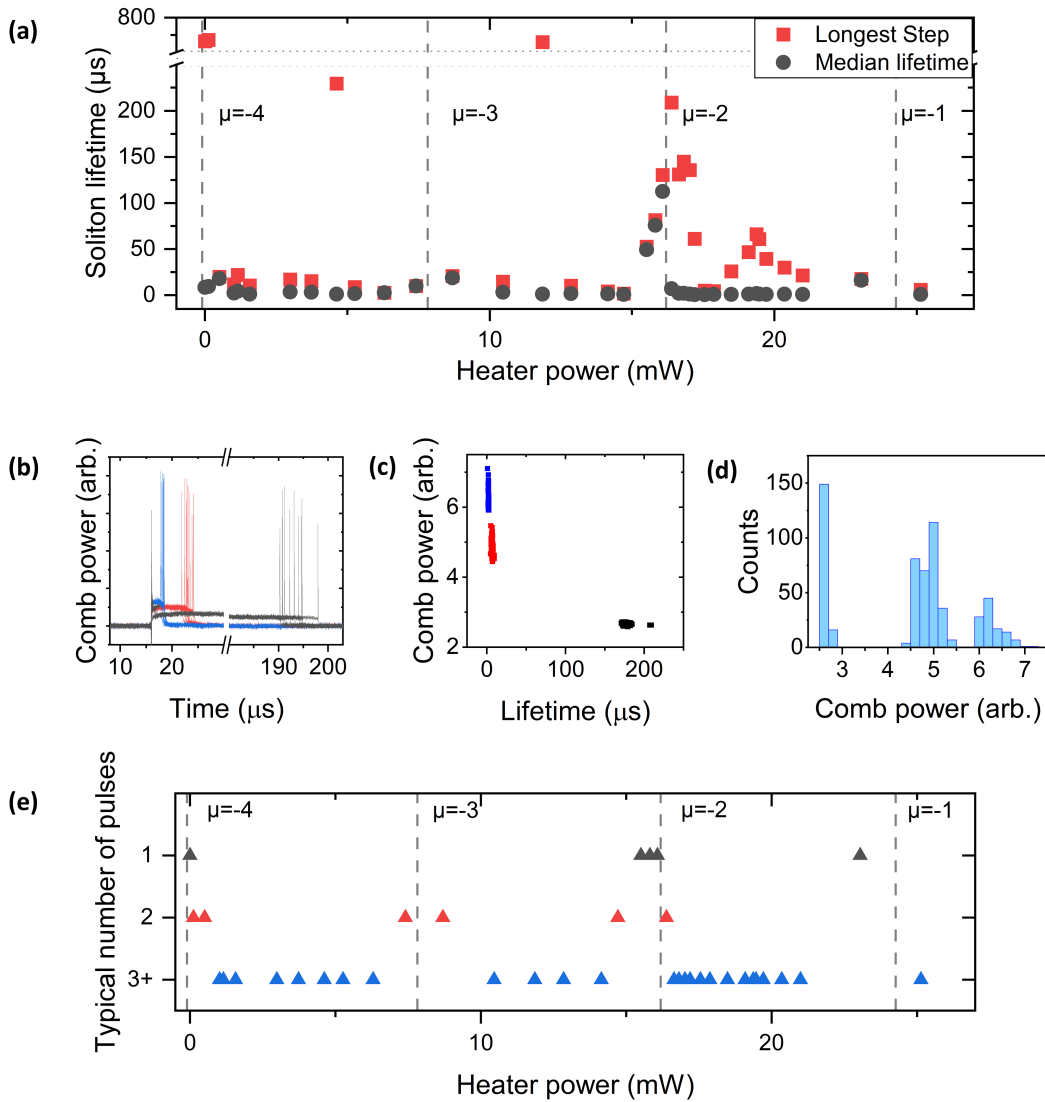 (a)
800
200
150
100
50
0
Soliton lifetime (μs)
Longest Step
Median lifetime
μ=-4
μ=-3
μ=-2
μ=-1
0
10
20
Heater power (mW)
(b)
Comb power (arb.)
10
20
190
200
Time (μs)
(c)
Comb power (arb.)
6
4
2
0
100
200
Lifetime (μs)
(d)
Counts
150
100
50
0
3
4
5
6
7
Comb power (arb.)
(e)
Typical number of pulses
1
2
3+
μ=-4
μ=-3
μ=-2
μ=-1
0
10
20
Heater power (mW)